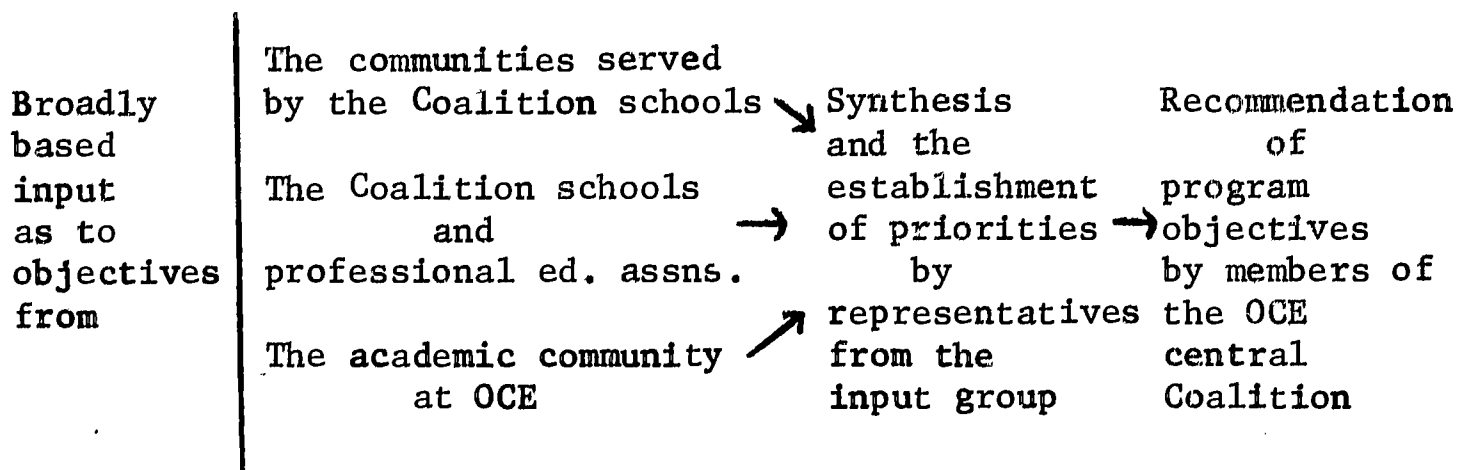 Broadly
based
input
as to
objectives
from
The communities served
by the Coalition schools
The Coalition schools
and
professional ed. assns.
The academic community
at OCE
Synthesis
and the
establishment
of priorities
by
representatives
from the
input group
Recommendation
of
program
objectives
by members of
the OCE
central
Coalition